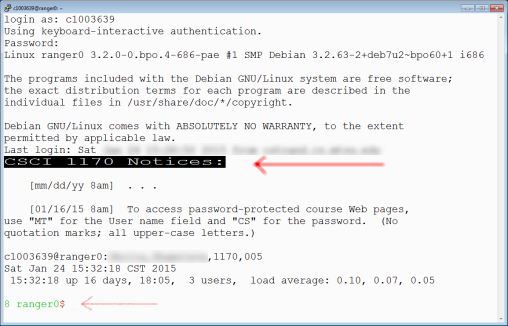 c1003639@ranger0: ~
login as: c1003639
Using keyboard-interactive authentication.
Password:
Linux ranger0 3.2.0-0.bpo.4-686-pae #1 SMP Debian 3.2.63-2+deb7u2~bpo60+1 i686
The programs included with the Debian GNU/Linux system are free software;
the exact distribution terms for each program are described in the
individual files in /usr/share/doc/*/copyright.
Debian GNU/Linux comes with ABSOLUTELY NO WARRANTY, to the extent
permitted by applicable law.
Last login: Sat
CSCI 1170 Notices:
[mm/dd/yy 8am] . . .
[01/16/15 8am] To access password-protected course Web pages,
use "MT" for the User name field and "CS" for the password. (No
quotation marks; all upper-case letters.)
c1003639@ranger0: ,1170,005
Sat Jan 24 15:32:18 CST 2015
15:32:18 up 16 days, 18:05, 3 users, load average: 0.10, 0.07, 0.05
8 ranger0$